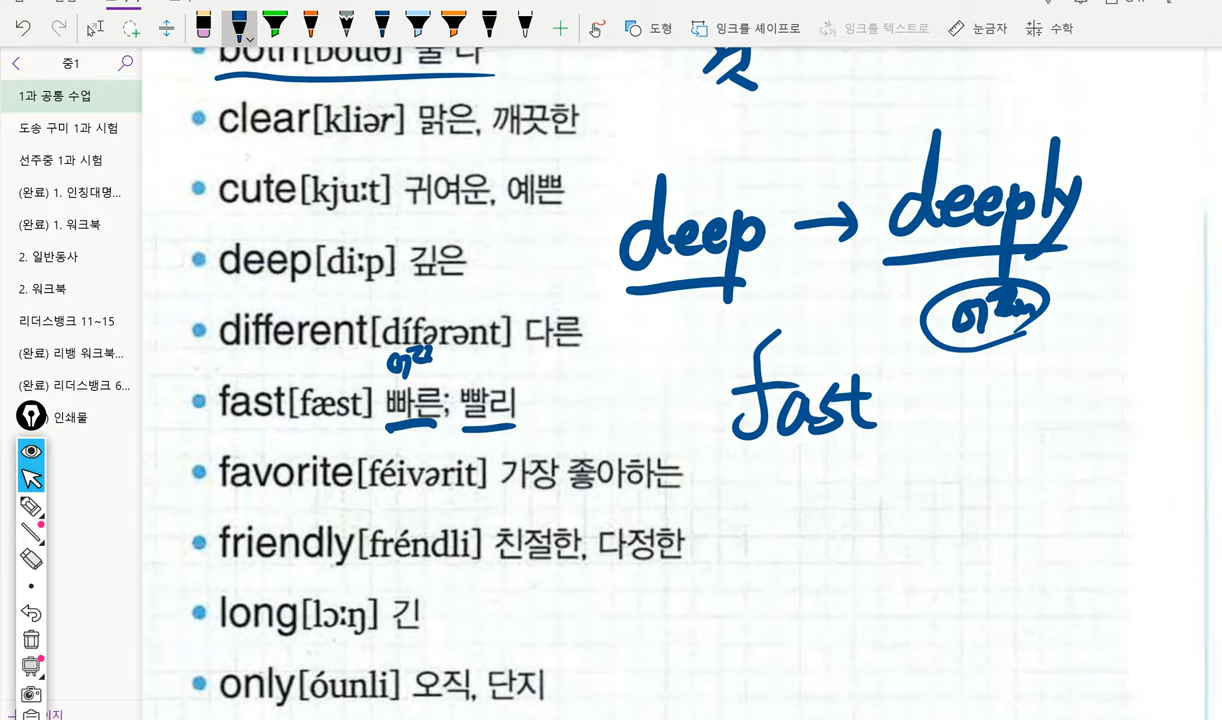 도형
잉크를 셰이프로
잉크를 텍스트로
눈금자
수학
중1
1과 공통 수업
도송 구미 1과 시험
선주중 1과 시험
(완료) 1. 인칭대명...
(완료) 1. 워크북
2. 일반동사
2. 워크북
리더스뱅크 11~15
(완료) 리뱅 워크북...
(완료) 리더스뱅크 6...
인쇄물
both[bouθ] 둘 다
clear[kliər] 맑은, 깨끗한
cute[kju:t] 귀여운, 예쁜
deep[di:p] 깊은
different[dífərənt] 다른
fast[fæst] 빠른; 빨리
favorite[féivərit] 가장 좋아하는
friendly[fréndli] 친절한, 다정한
long[lɔ:ŋ] 긴
only[óunli] 오직, 단지
deep → deeply
fast